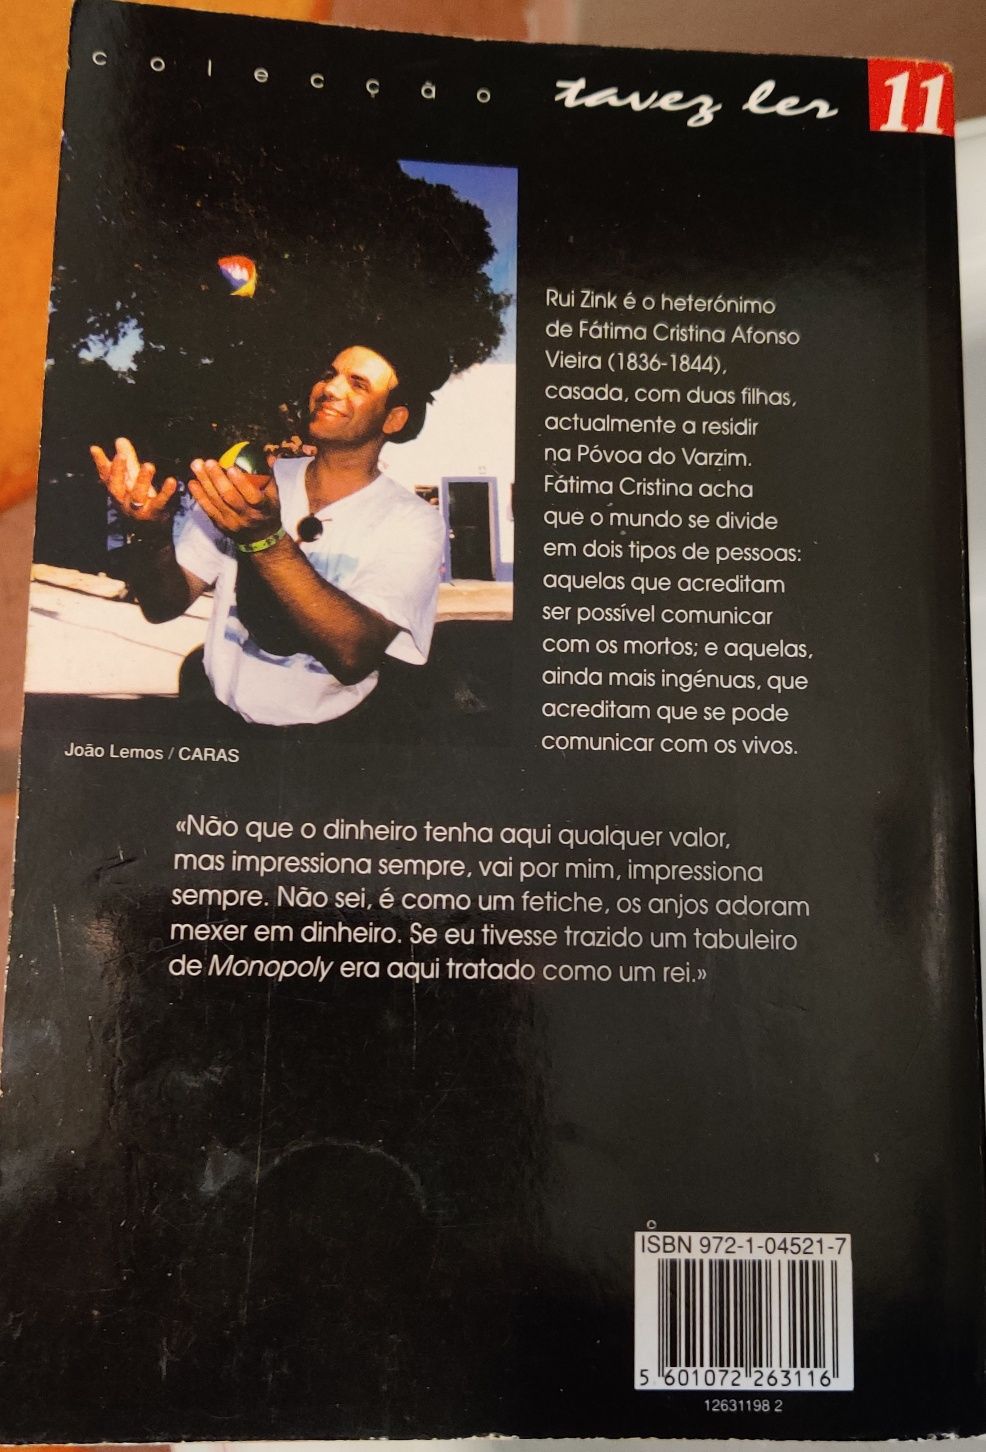 colecção tavez ler 11
Rui Zink é o heterónimo
de Fátima Cristina Afonso
Vieira (1836-1844),
casada, com duas filhas,
actualmente a residir
na Póvoa do Varzim.
Fátima Cristina acha
que o mundo se divide
em dois tipos de pessoas:
aquelas que acreditam
ser possível comunicar
com os mortos; e aquelas,
ainda mais ingénuas, que
acreditam que se pode
comunicar com os vivos.
João Lemos / CARAS
«Não que o dinheiro tenha aqui qualquer valor,
mas impressiona sempre, vai por mim, impressiona
sempre. Não sei, é como um fetiche, os anjos adoram
mexer em dinheiro. Se eu tivesse trazido um tabuleiro
de Monopoly era aqui tratado como um rei.»
ISBN 972-1-04521-7
5 601072 263116
12631198 2